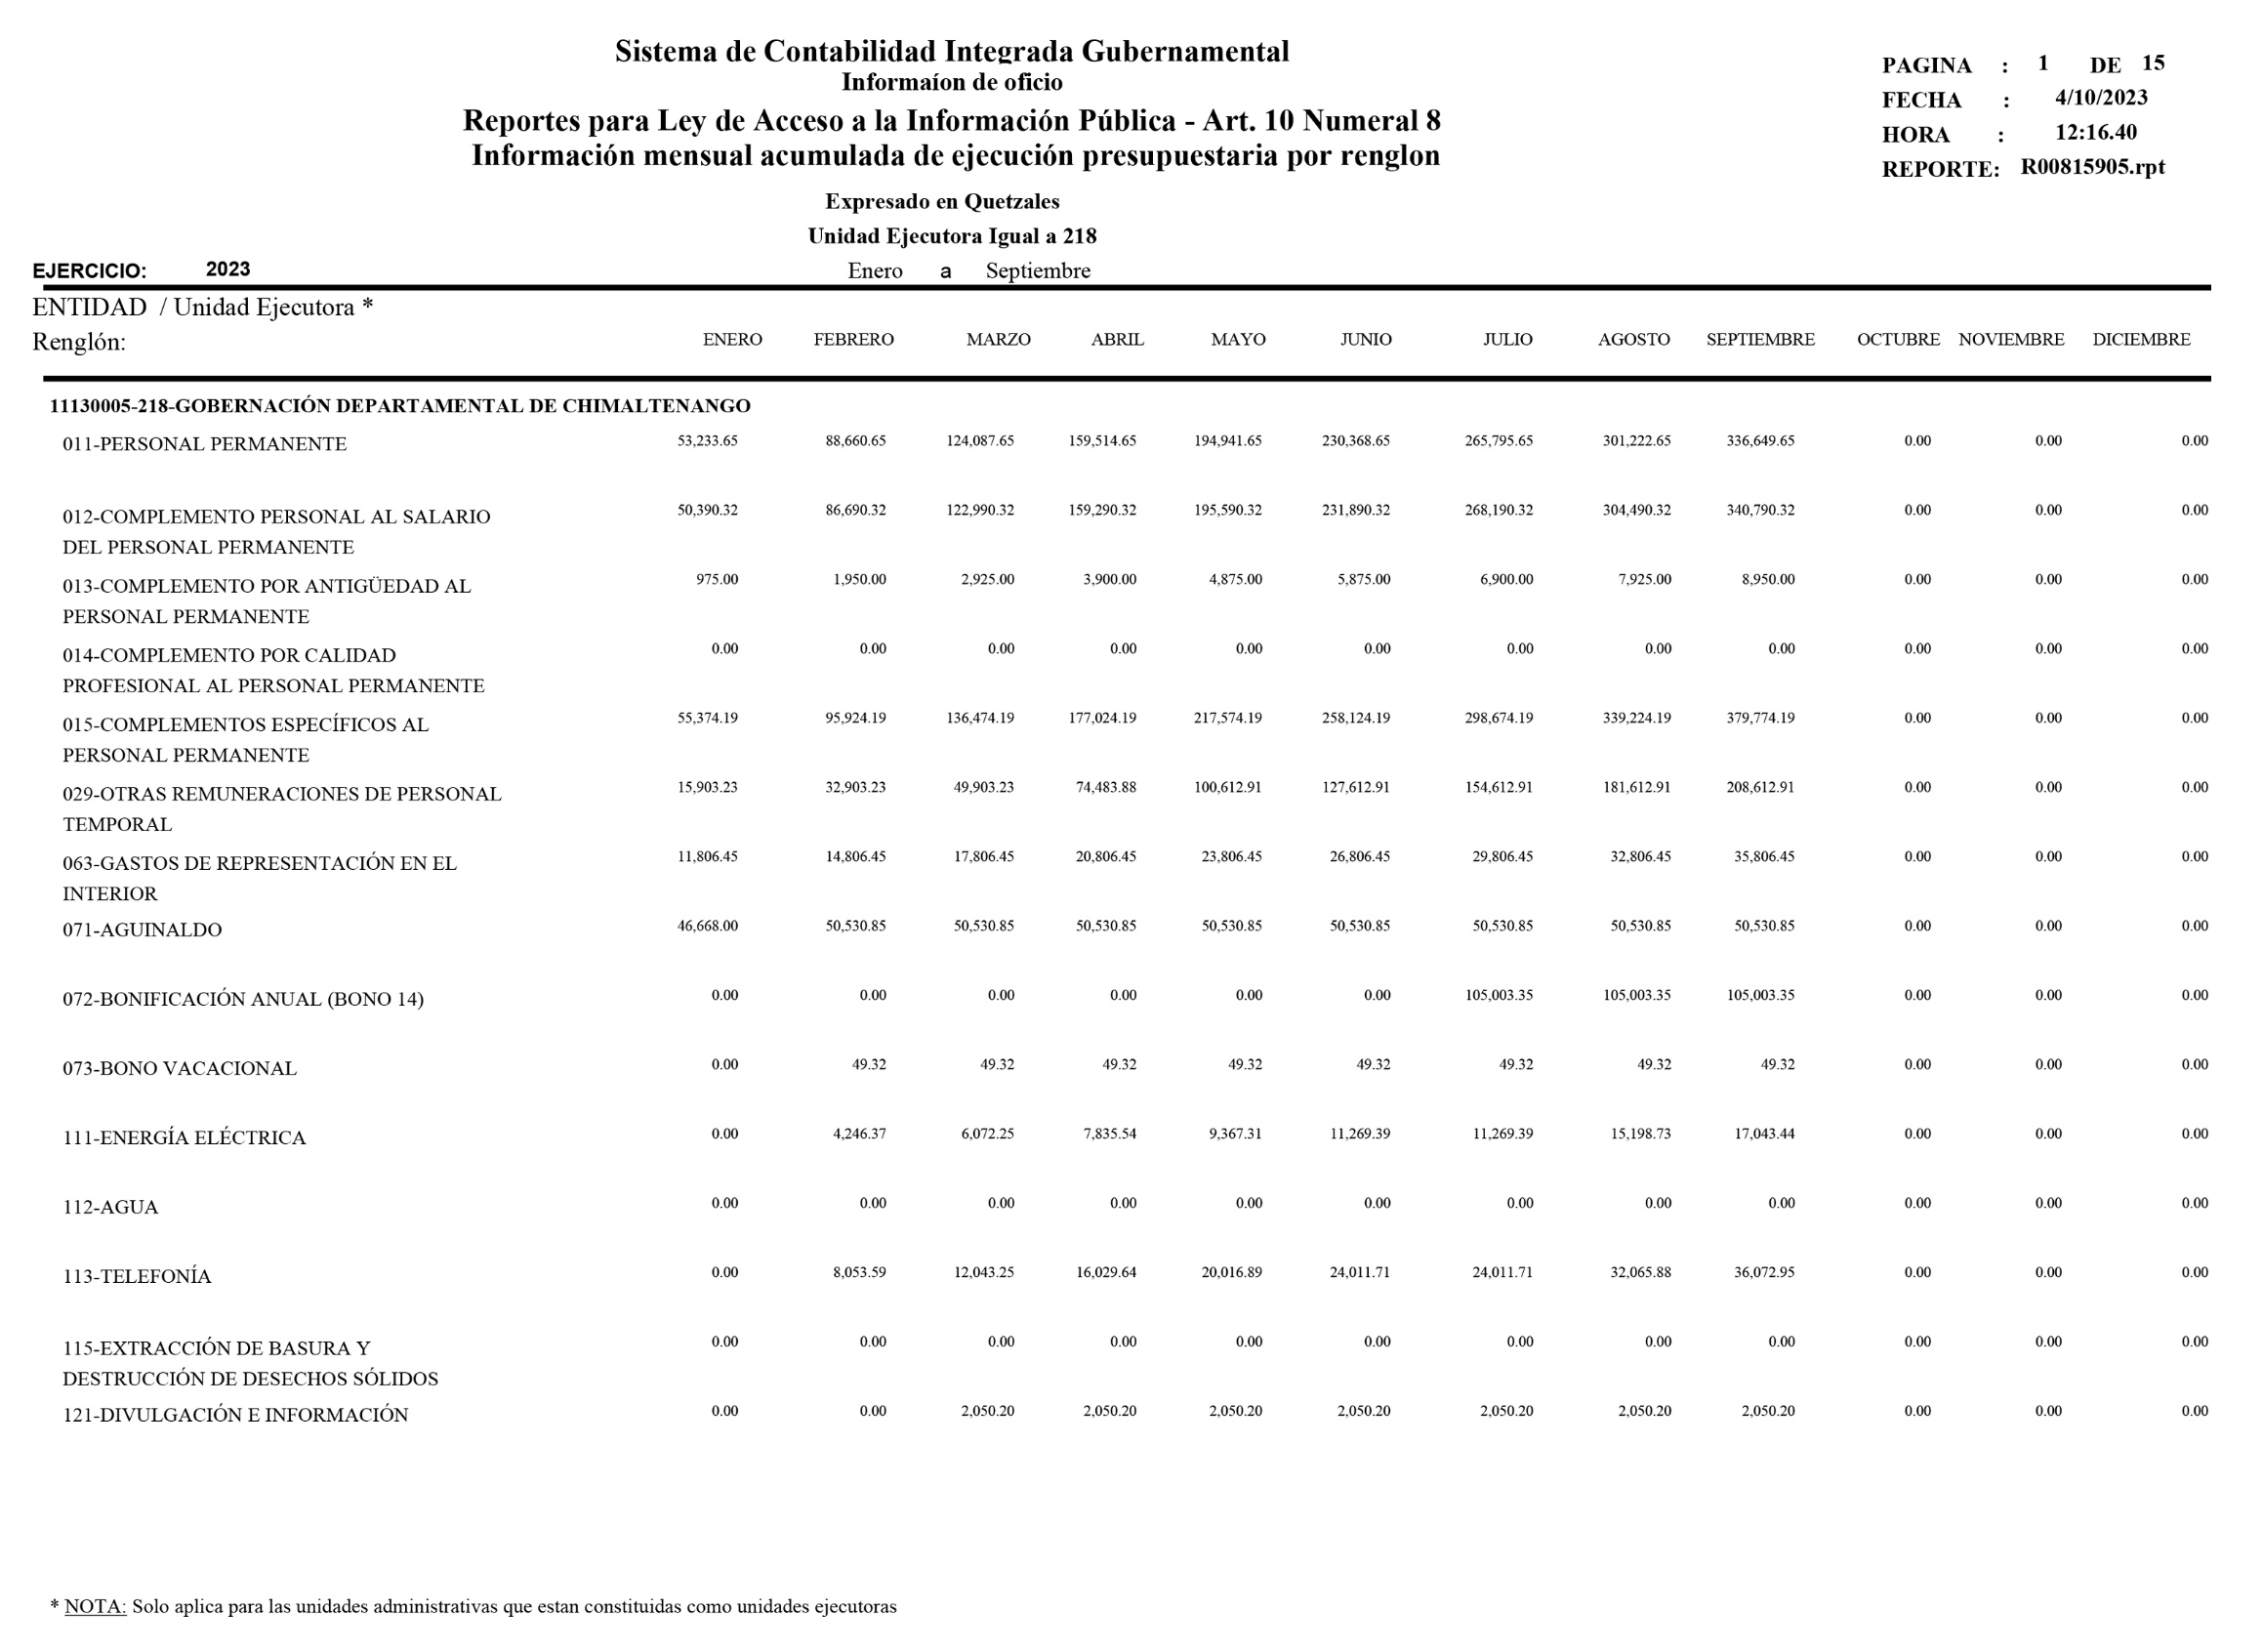 Sistema de Contabilidad Integrada Gubernamental
Informaíon de oficio
Reportes para Ley de Acceso a la Información Pública - Art. 10 Numeral 8
Información mensual acumulada de ejecución presupuestaria por renglon
PAGINA : 1 DE 15
FECHA : 4/10/2023
HORA : 12:16.40
REPORTE: R00815905.rpt
Expresado en Quetzales
Unidad Ejecutora Igual a 218
EJERCICIO: 2023 Enero a Septiembre
ENTIDAD / Unidad Ejecutora *
Renglón: ENERO FEBRERO MARZO ABRIL MAYO JUNIO JULIO AGOSTO SEPTIEMBRE OCTUBRE NOVIEMBRE DICIEMBRE
11130005-218-GOBERNACIÓN DEPARTAMENTAL DE CHIMALTENANGO
011-PERSONAL PERMANENTE 53,233.65 88,660.65 124,087.65 159,514.65 194,941.65 230,368.65 265,795.65 301,222.65 336,649.65 0.00 0.00 0.00
012-COMPLEMENTO PERSONAL AL SALARIO 50,390.32 86,690.32 122,990.32 159,290.32 195,590.32 231,890.32 268,190.32 304,490.32 340,790.32 0.00 0.00 0.00
DEL PERSONAL PERMANENTE
013-COMPLEMENTO POR ANTIGÜEDAD AL 975.00 1,950.00 2,925.00 3,900.00 4,875.00 5,875.00 6,900.00 7,925.00 8,950.00 0.00 0.00 0.00
PERSONAL PERMANENTE
014-COMPLEMENTO POR CALIDAD 0.00 0.00 0.00 0.00 0.00 0.00 0.00 0.00 0.00 0.00 0.00 0.00
PROFESIONAL AL PERSONAL PERMANENTE
015-COMPLEMENTOS ESPECÍFICOS AL 55,374.19 95,924.19 136,474.19 177,024.19 217,574.19 258,124.19 298,674.19 339,224.19 379,774.19 0.00 0.00 0.00
PERSONAL PERMANENTE
029-OTRAS REMUNERACIONES DE PERSONAL 15,903.23 32,903.23 49,903.23 74,483.88 100,612.91 127,612.91 154,612.91 181,612.91 208,612.91 0.00 0.00 0.00
TEMPORAL
063-GASTOS DE REPRESENTACIÓN EN EL 11,806.45 14,806.45 17,806.45 20,806.45 23,806.45 26,806.45 29,806.45 32,806.45 35,806.45 0.00 0.00 0.00
INTERIOR
071-AGUINALDO 46,668.00 50,530.85 50,530.85 50,530.85 50,530.85 50,530.85 50,530.85 50,530.85 50,530.85 0.00 0.00 0.00
072-BONIFICACIÓN ANUAL (BONO 14) 0.00 0.00 0.00 0.00 0.00 0.00 105,003.35 105,003.35 105,003.35 0.00 0.00 0.00
073-BONO VACACIONAL 0.00 49.32 49.32 49.32 49.32 49.32 49.32 49.32 49.32 0.00 0.00 0.00
111-ENERGÍA ELÉCTRICA 0.00 4,246.37 6,072.25 7,835.54 9,367.31 11,269.39 11,269.39 15,198.73 17,043.44 0.00 0.00 0.00
112-AGUA 0.00 0.00 0.00 0.00 0.00 0.00 0.00 0.00 0.00 0.00 0.00 0.00
113-TELEFONÍA 0.00 8,053.59 12,043.25 16,029.64 20,016.89 24,011.71 24,011.71 32,065.88 36,072.95 0.00 0.00 0.00
115-EXTRACCIÓN DE BASURA Y 0.00 0.00 0.00 0.00 0.00 0.00 0.00 0.00 0.00 0.00 0.00 0.00
DESTRUCCIÓN DE DESECHOS SÓLIDOS
121-DIVULGACIÓN E INFORMACIÓN 0.00 0.00 2,050.20 2,050.20 2,050.20 2,050.20 2,050.20 2,050.20 2,050.20 0.00 0.00 0.00
* NOTA: Solo aplica para las unidades administrativas que estan constituidas como unidades ejecutoras